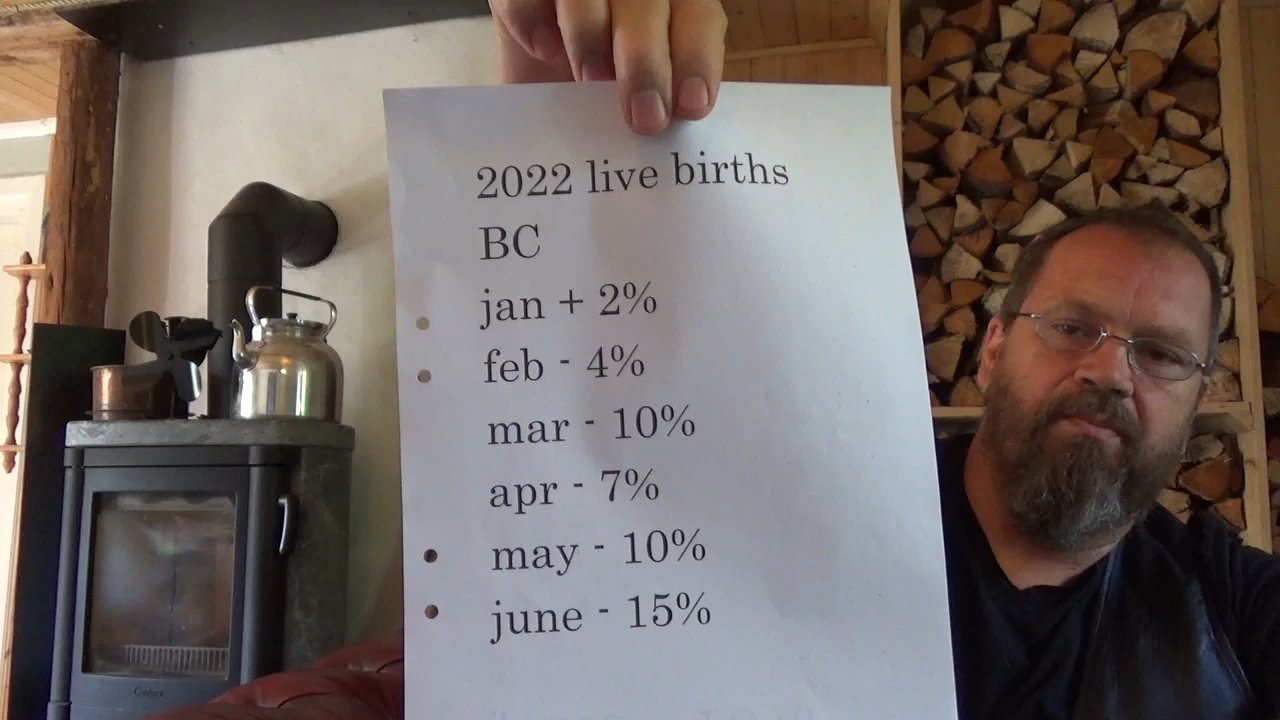 2022 live births
BC
jan + 2%
feb - 4%
mar - 10%
apr - 7%
may - 10%
june - 15%